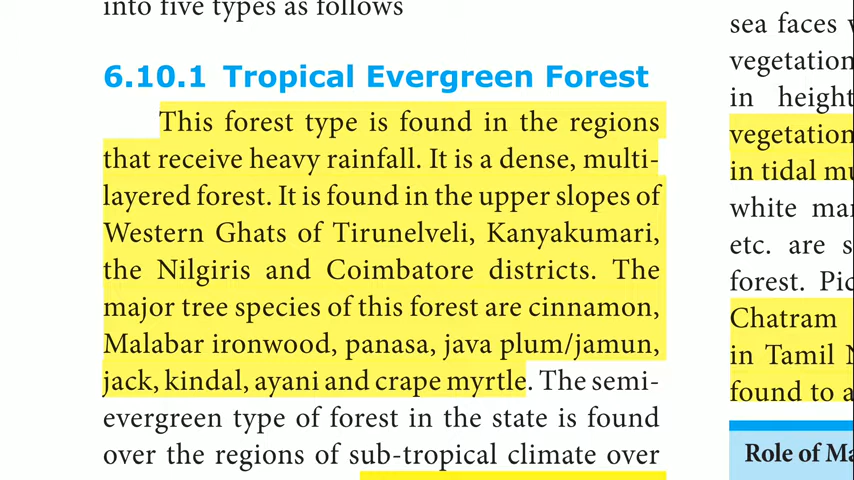 into five types as follows
6.10.1 Tropical Evergreen Forest
This forest type is found in the regions
that receive heavy rainfall. It is a dense, multi-
layered forest. It is found in the upper slopes of
Western Ghats of Tirunelveli, Kanyakumari,
the Nilgiris and Coimbatore districts. The
major tree species of this forest are cinnamon,
Malabar ironwood, panasa, java plum/jamun,
jack, kindal, ayani and crape myrtle. The semi-
evergreen type of forest in the state is found
over the regions of sub-tropical climate over
sea faces
vegetation
in height
vegetation
in tidal
white
etc. are
forest.
Chatram
in Tamil
found to
Role of